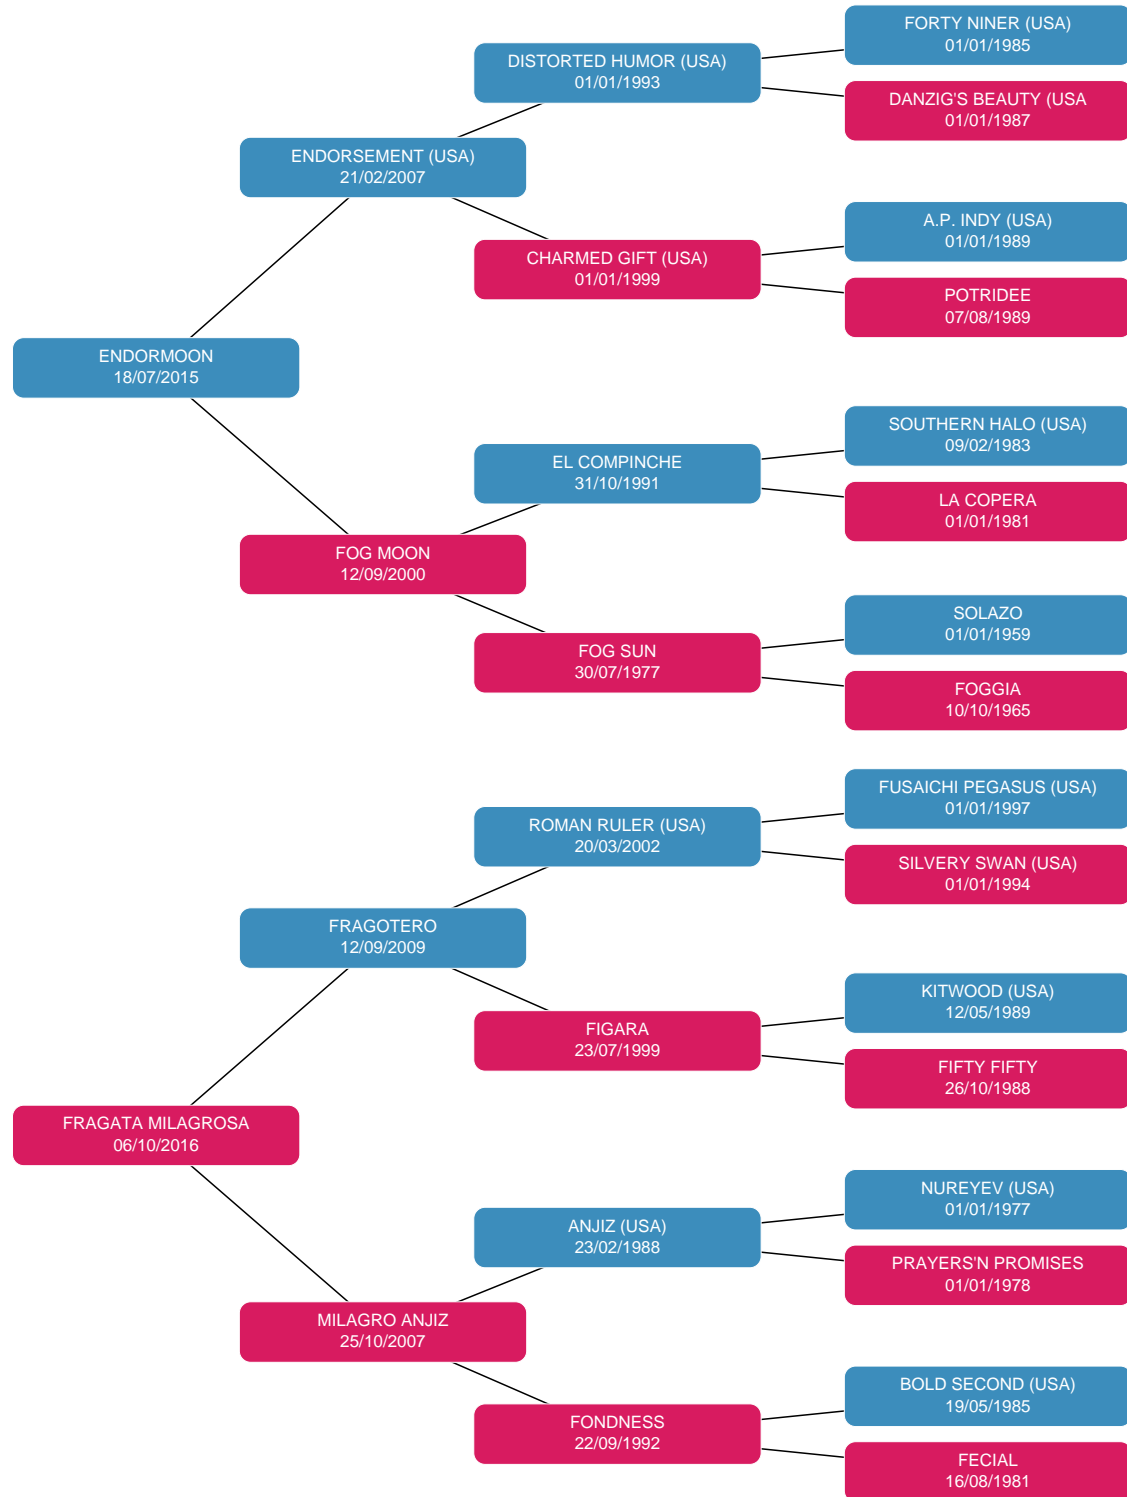 FORTY NINER (USA)
01/01/1985
DISTORTED HUMOR (USA)
01/01/1993
DANZIG'S BEAUTY (USA
01/01/1987
ENDORSEMENT (USA)
21/02/2007
A.P. INDY (USA)
01/01/1989
CHARMED GIFT (USA)
01/01/1999
POTRIDEE
07/08/1989
ENDORMOON
18/07/2015
SOUTHERN HALO (USA)
09/02/1983
EL COMPINCHE
31/10/1991
LA COPERA
01/01/1981
FOG MOON
12/09/2000
SOLAZO
01/01/1959
FOG SUN
30/07/1977
FOGGIA
10/10/1965
FUSAICHI PEGASUS (USA)
01/01/1997
ROMAN RULER (USA)
20/03/2002
SILVERY SWAN (USA)
01/01/1994
FRAGOTERO
12/09/2009
KITWOOD (USA)
12/05/1989
FIGARA
23/07/1999
FIFTY FIFTY
26/10/1988
FRAGATA MILAGROSA
06/10/2016
NUREYEV (USA)
01/01/1977
ANJIZ (USA)
23/02/1988
PRAYERS'N PROMISES
01/01/1978
MILAGRO ANJIZ
25/10/2007
BOLD SECOND (USA)
19/05/1985
FONDNESS
22/09/1992
FECIAL
16/08/1981